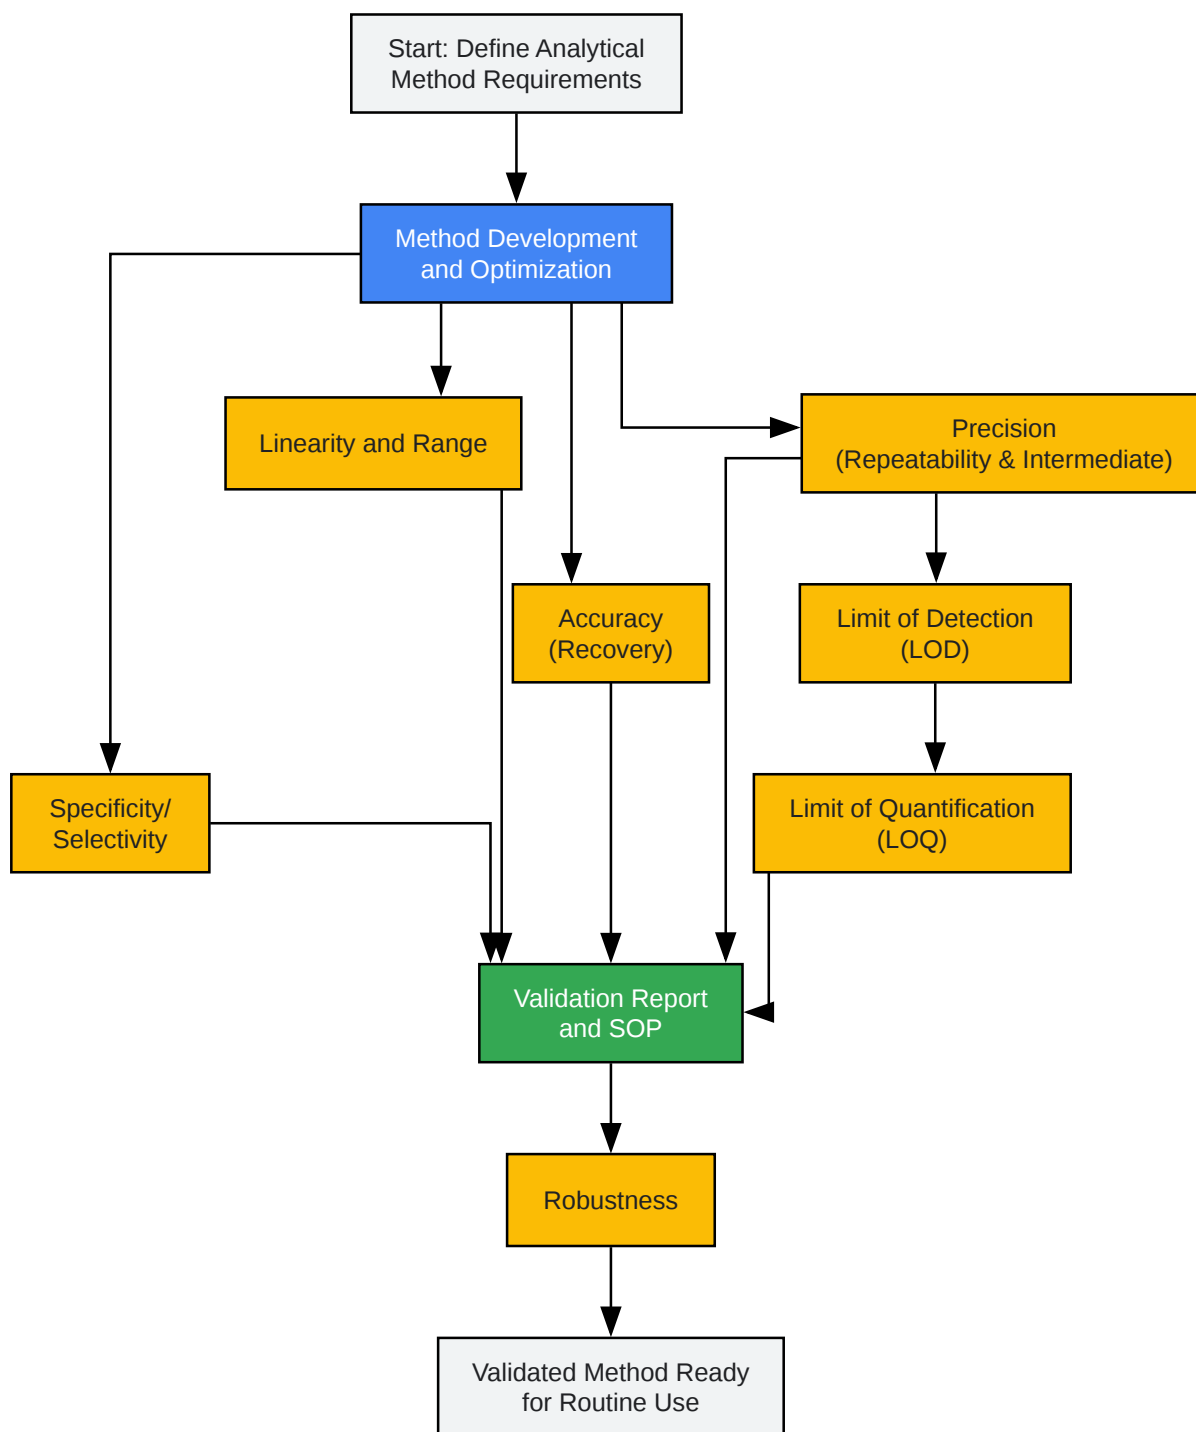 Start: Define Analytical
Method Requirements
Method Development
and Optimization
Linearity and Range
Precision
(Repeatability & Intermediate)
Accuracy
(Recovery)
Limit of Detection
(LOD)
Specificity/
Selectivity
Limit of Quantification
(LOQ)
Validation Report
and SOP
Robustness
Validated Method Ready
for Routine Use